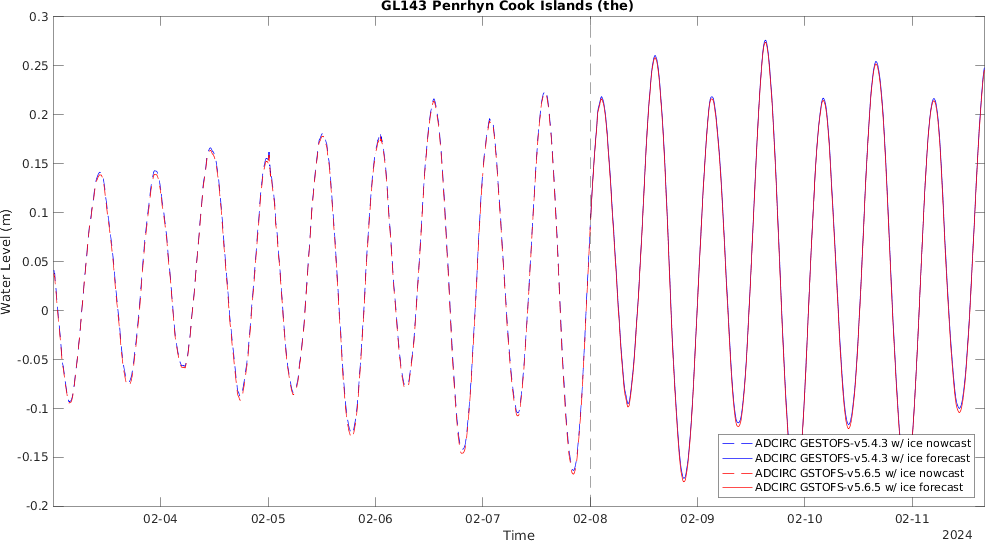 GL143 Penrhyn Cook Islands (the)
0.3
0.25
0.2
0.15
0.1
0.05
0
-0.05
-0.1
-0.15
-0.2
Water Level (m)
ADCIRC GESTOFS-v5.4.3 w/ ice nowcast
ADCIRC GESTOFS-v5.4.3 w/ ice forecast
ADCIRC GSTOFS-v5.6.5 w/ ice nowcast
ADCIRC GSTOFS-v5.6.5 w/ ice forecast
02-04 02-05 02-06 02-07 02-08 02-09 02-10 02-11
Time
2024